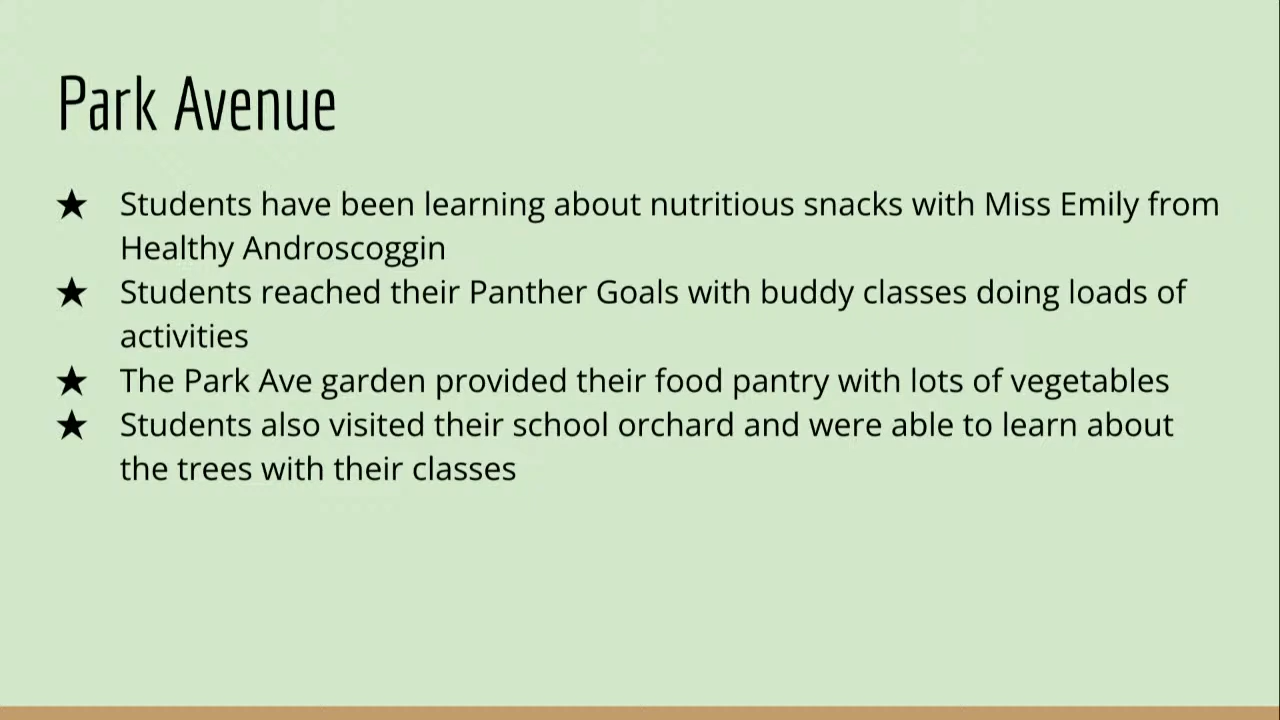 Park Avenue
★ Students have been learning about nutritious snacks with Miss Emily from
Healthy Androscoggin
★ Students reached their Panther Goals with buddy classes doing loads of
activities
★ The Park Ave garden provided their food pantry with lots of vegetables
★ Students also visited their school orchard and were able to learn about
the trees with their classes